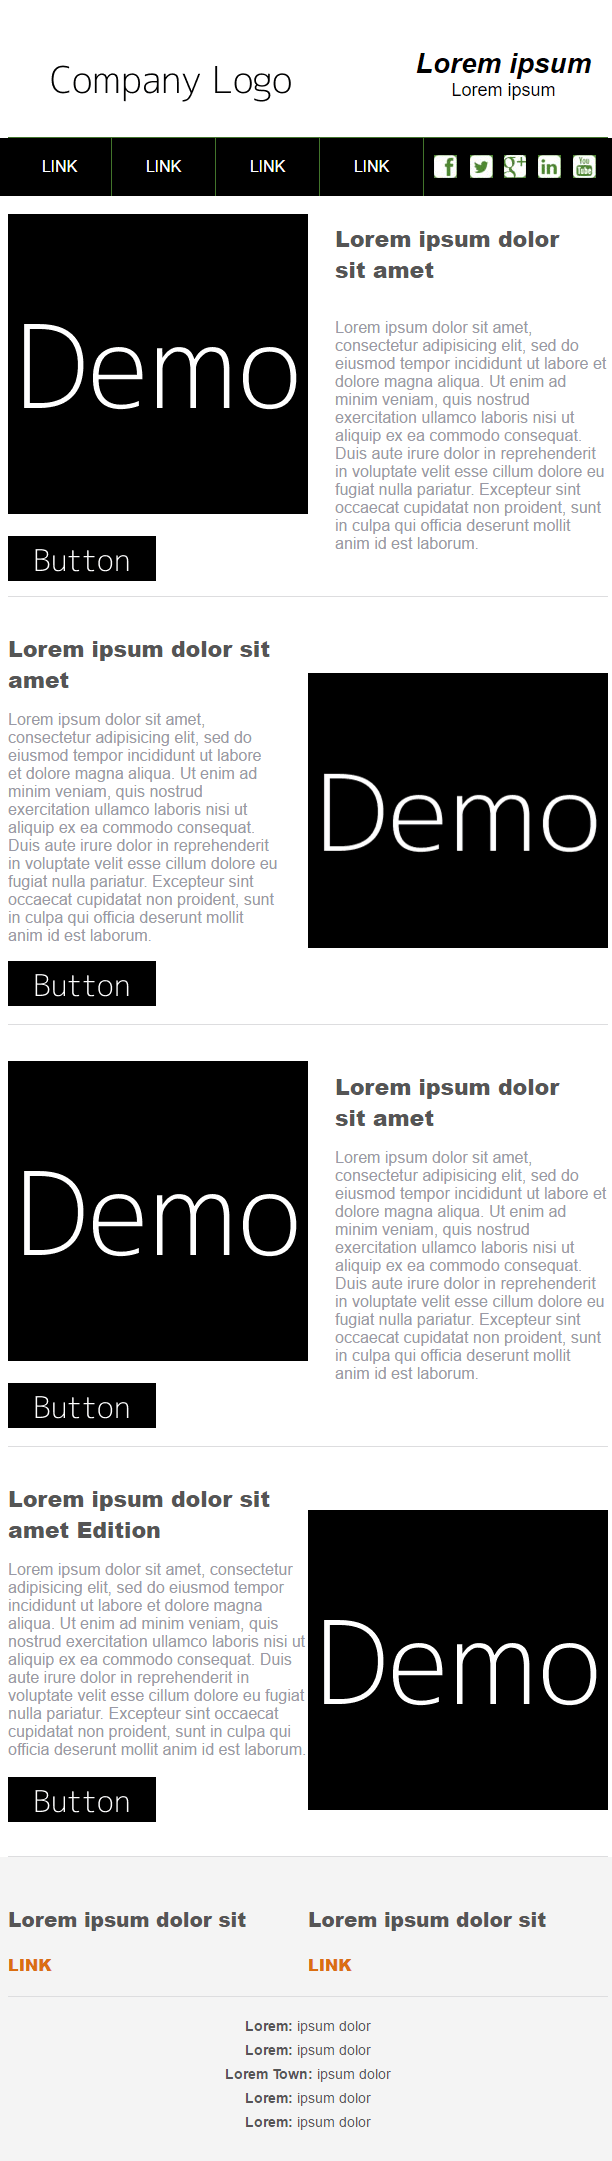 Company Logo
Lorem ipsum
Lorem ipsum
LINK LINK LINK LINK f g+ in You Tube
Demo
Lorem ipsum dolor
sit amet
Lorem ipsum dolor sit amet,
consectetur adipisicing elit, sed do
eiusmod tempor incididunt ut labore et
dolore magna aliqua. Ut enim ad
minim veniam, quis nostrud
exercitation ullamco laboris nisi ut
aliquip ex ea commodo consequat.
Duis aute irure dolor in reprehenderit
in voluptate velit esse cillum dolore eu
fugiat nulla pariatur. Excepteur sint
occaecat cupidatat non proident, sunt
in culpa qui officia deserunt mollit
anim id est laborum.
Button
Lorem ipsum dolor sit
amet
Lorem ipsum dolor sit amet,
consectetur adipisicing elit, sed do
eiusmod tempor incididunt ut labore
et dolore magna aliqua. Ut enim ad
minim veniam, quis nostrud
exercitation ullamco laboris nisi ut
aliquip ex ea commodo consequat.
Duis aute irure dolor in reprehenderit
in voluptate velit esse cillum dolore eu
fugiat nulla pariatur. Excepteur sint
occaecat cupidatat non proident, sunt
in culpa qui officia deserunt mollit
anim id est laborum.
Button
Demo
Demo
Lorem ipsum dolor
sit amet
Lorem ipsum dolor sit amet,
consectetur adipisicing elit, sed do
eiusmod tempor incididunt ut labore et
dolore magna aliqua. Ut enim ad
minim veniam, quis nostrud
exercitation ullamco laboris nisi ut
aliquip ex ea commodo consequat.
Duis aute irure dolor in reprehenderit
in voluptate velit esse cillum dolore eu
fugiat nulla pariatur. Excepteur sint
occaecat cupidatat non proident, sunt
in culpa qui officia deserunt mollit
anim id est laborum.
Button
Lorem ipsum dolor sit
amet Edition
Lorem ipsum dolor sit amet, consectetur
adipisicing elit, sed do eiusmod tempor
incididunt ut labore et dolore magna
aliqua. Ut enim ad minim veniam, quis
nostrud exercitation ullamco laboris nisi ut
aliquip ex ea commodo consequat. Duis
aute irure dolor in reprehenderit in
voluptate velit esse cillum dolore eu fugiat
nulla pariatur. Excepteur sint occaecat
cupidatat non proident, sunt in culpa qui
officia deserunt mollit anim id est laborum.
Button
Demo
Lorem ipsum dolor sit
LINK
Lorem ipsum dolor sit
LINK
Lorem: ipsum dolor
Lorem: ipsum dolor
Lorem Town: ipsum dolor
Lorem: ipsum dolor
Lorem: ipsum dolor